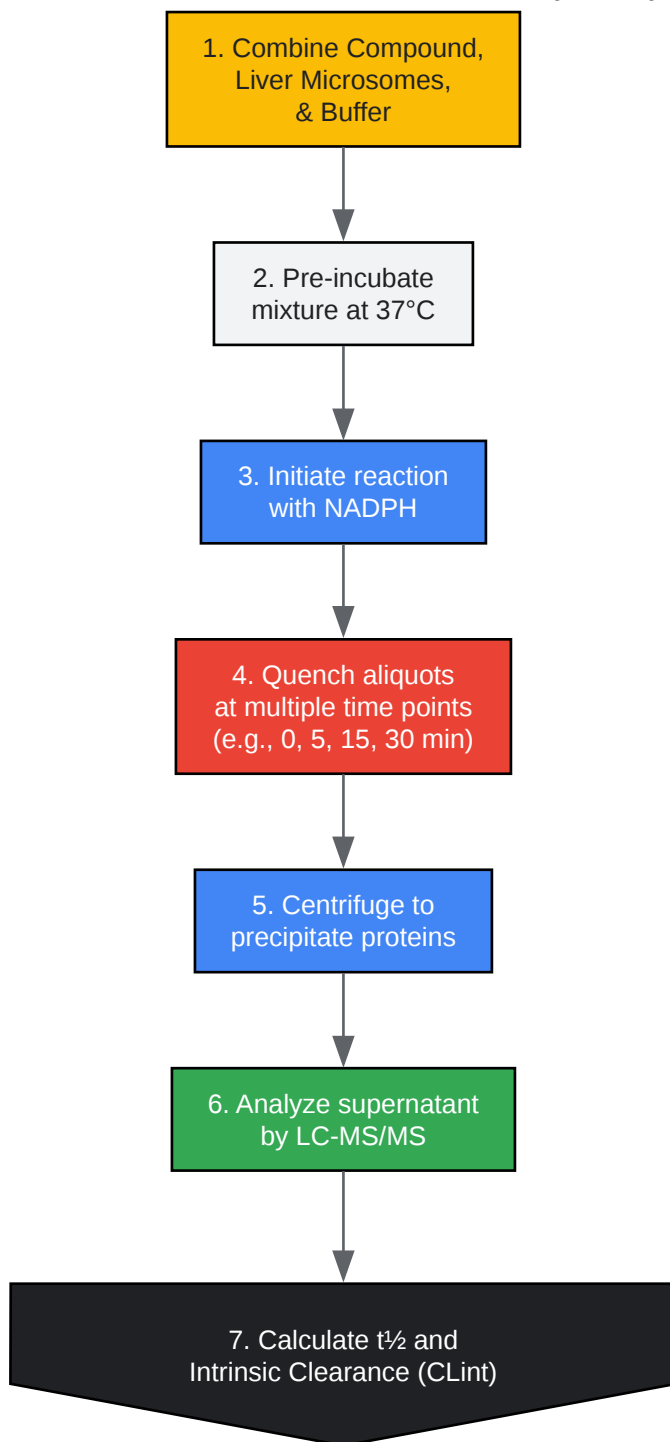 1. Combine Compound,
Liver Microsomes,
& Buffer
2. Pre-incubate
mixture at 37°C
3. Initiate reaction
with NADPH
4. Quench aliquots
at multiple time points
(e.g., 0, 5, 15, 30 min)
5. Centrifuge to
precipitate proteins
6. Analyze supernatant
by LC-MS/MS
7. Calculate t½ and
Intrinsic Clearance (CLint)